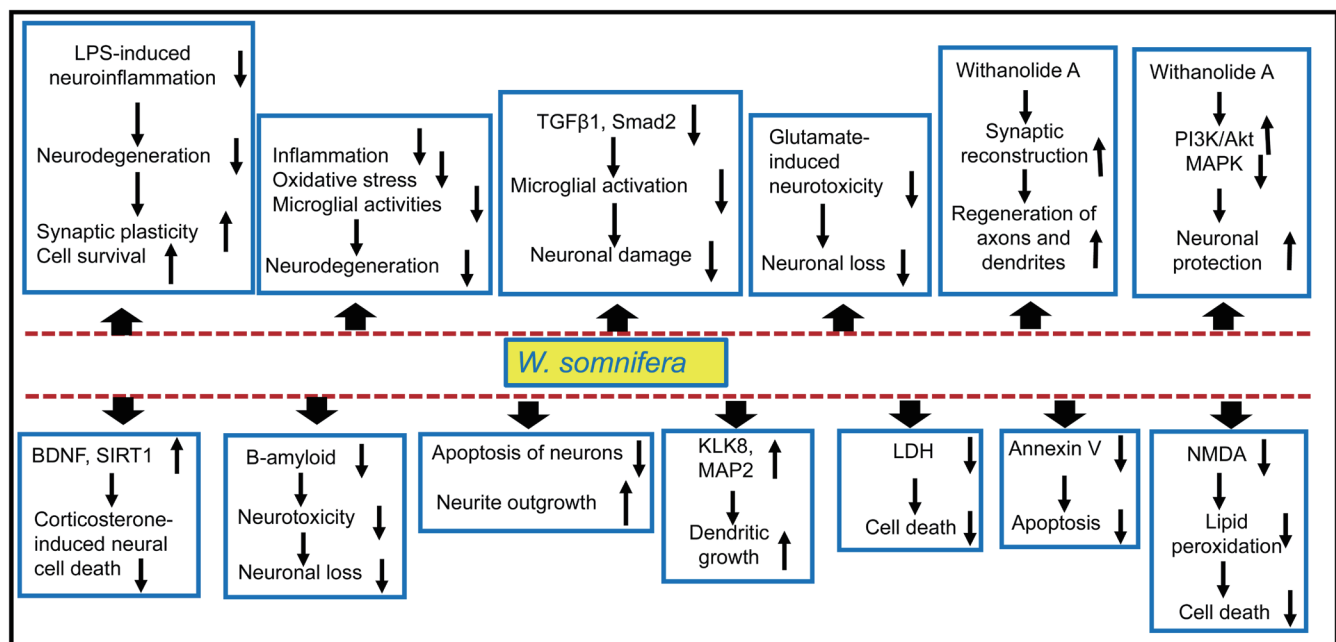 LPS-induced
neuroinflammation
Neurodegeneration
Synaptic plasticity
Cell survival
Inflammation
Oxidative stress
Microglial activities
Neurodegeneration
TGFβ1, Smad2
Microglial activation
Neuronal damage
Glutamate-
induced
neurotoxicity
Neuronal loss
Withanolide A
Synaptic
reconstruction
Regeneration of
axons and
dendrites
Withanolide A
PI3K/Akt
MAPK
Neuronal
protection
W. somnifera
BDNF, SIRT1
Corticosterone-
induced neural
cell death
B-amyloid
Neurotoxicity
Neuronal loss
Apoptosis of neurons
Neurite outgrowth
KLK8,
MAP2
Dendritic
growth
LDH
Cell death
Annexin V
Apoptosis
NMDA
Lipid
peroxidation
Cell death